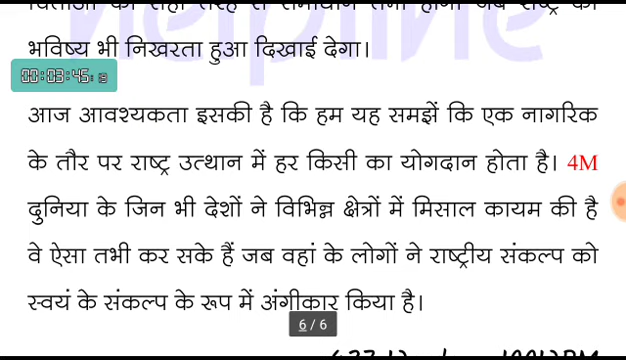 भविष्य भी निखरता हुआ दिखाई देगा।
00:03:45:
आज आवश्यकता इसकी है कि हम यह समझें कि एक नागरिक
के तौर पर राष्ट्र उत्थान में हर किसी का योगदान होता है। 4M
दुनिया के जिन भी देशों ने विभिन्न क्षेत्रों में मिसाल कायम की है
वे ऐसा तभी कर सके हैं जब वहां के लोगों ने राष्ट्रीय संकल्प को
स्वयं के संकल्प के रूप में अंगीकार किया है।
6 / 6